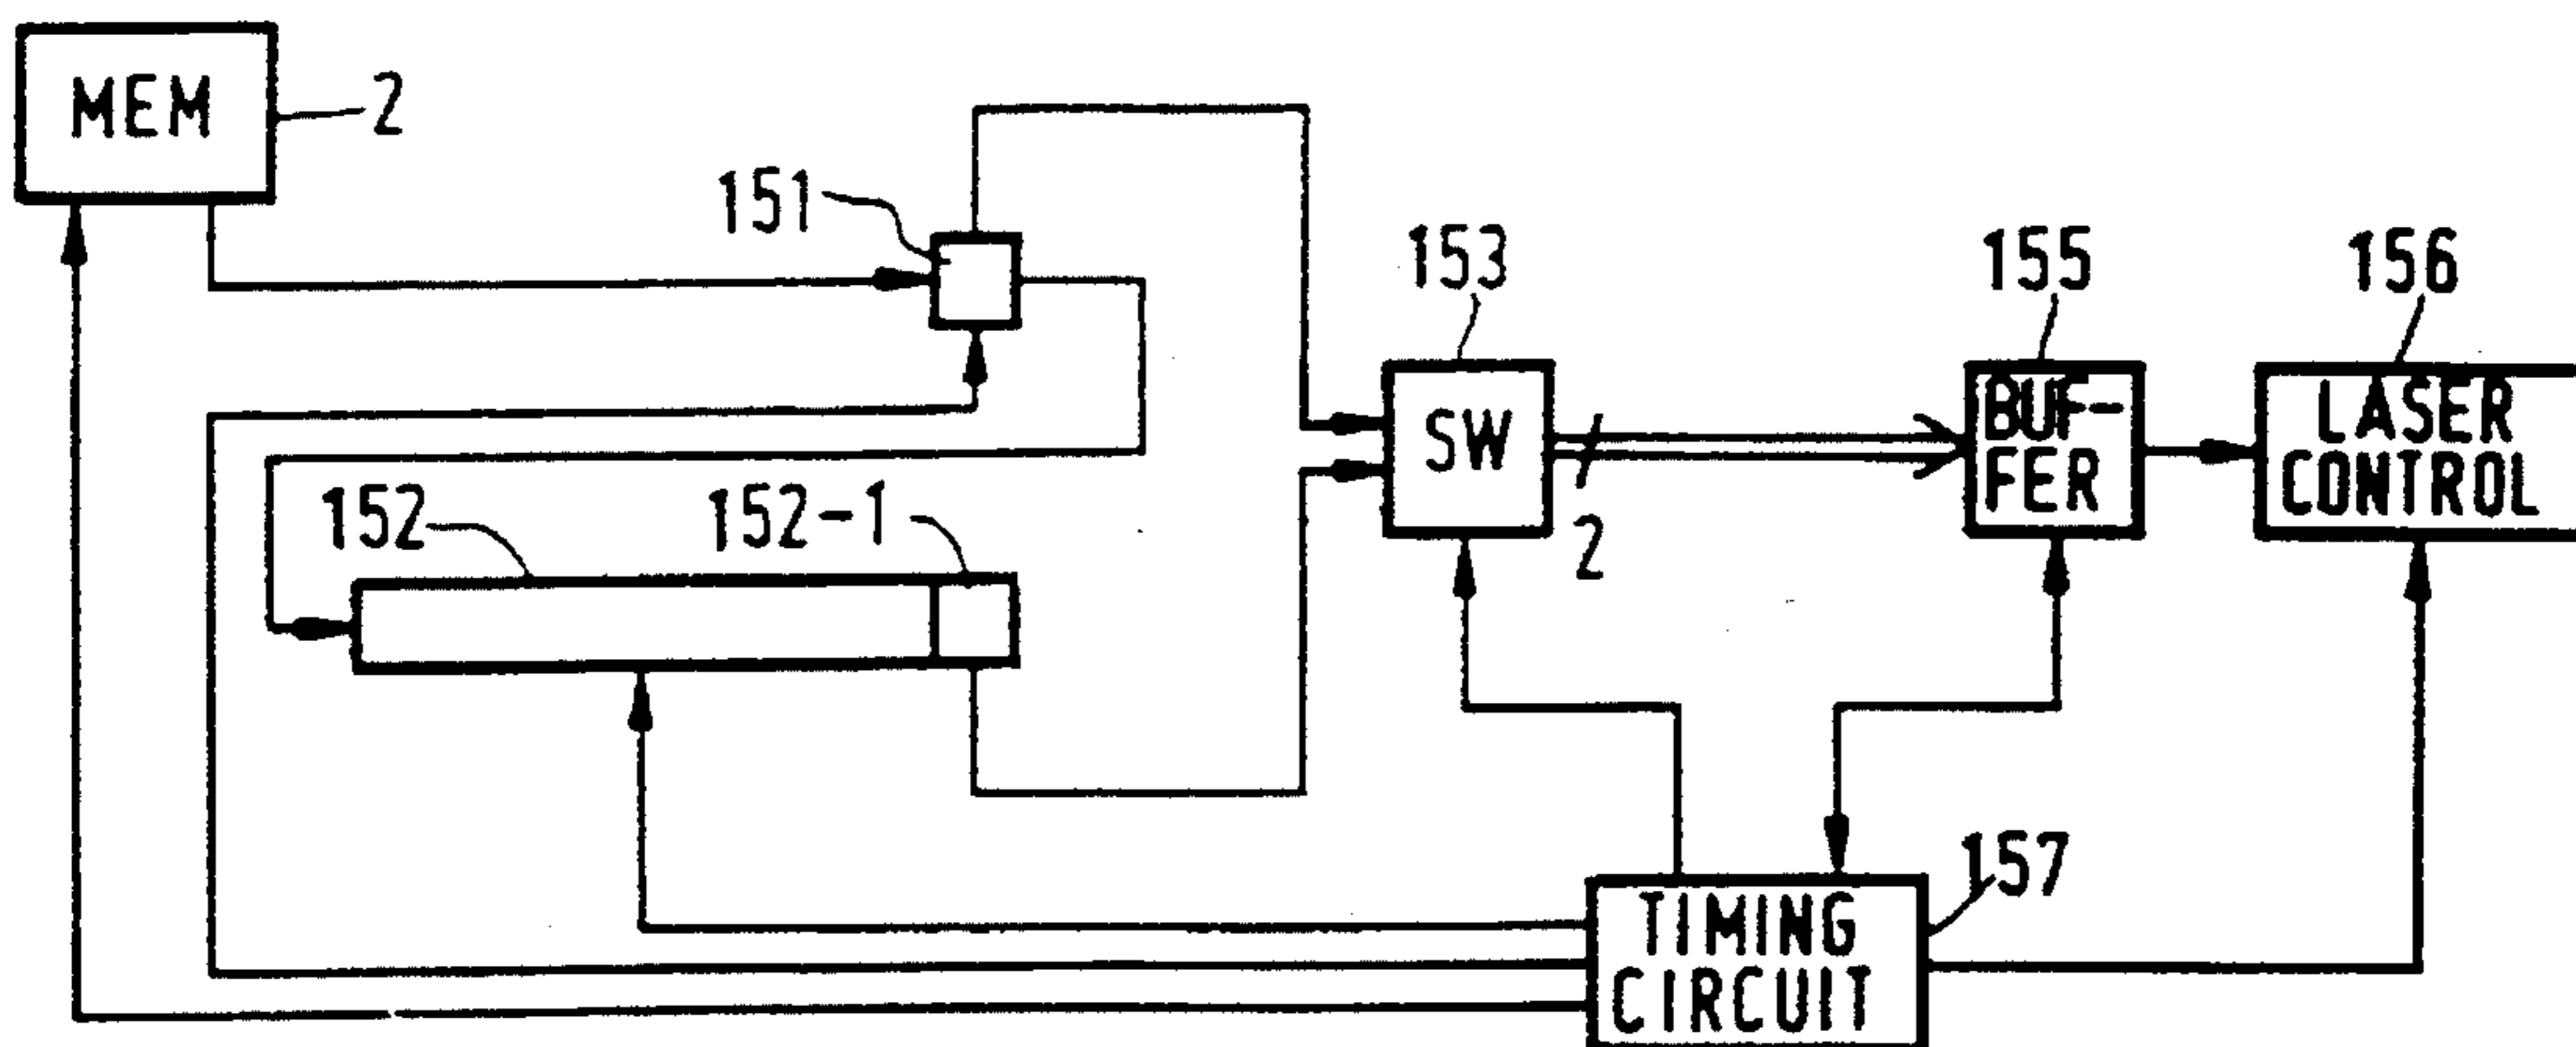 MEM
2
151
153
155
156
SW
BUF-
FER
LASER
CONTROL
2
152
152-1
157
TIMING
CIRCUIT